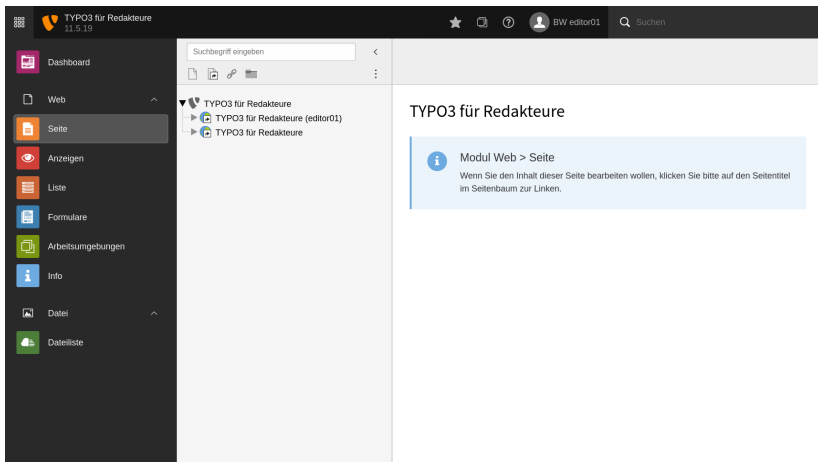 TYPO3 für Redakteure
11.5.19
BW editor01
Suchen
Dashboard
Web
Seite
Anzeigen
Liste
Formulare
Arbeitsumgebungen
Info
Datei
Dateiliste
Suchbegriff eingeben
TYPO3 für Redakteure
TYPO3 für Redakteure (editor01)
TYPO3 für Redakteure
TYPO3 für Redakteure
Modul Web > Seite
Wenn Sie den Inhalt dieser Seite bearbeiten wollen, klicken Sie bitte auf den Seitentitel
im Seitenbaum zur Linken.